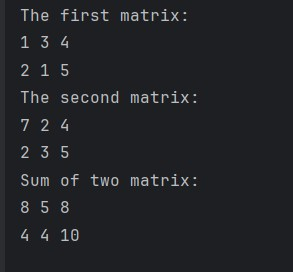 The first matrix:
1 3 4
2 1 5
The second matrix:
7 2 4
2 3 5
Sum of two matrix:
8 5 8
4 4 10